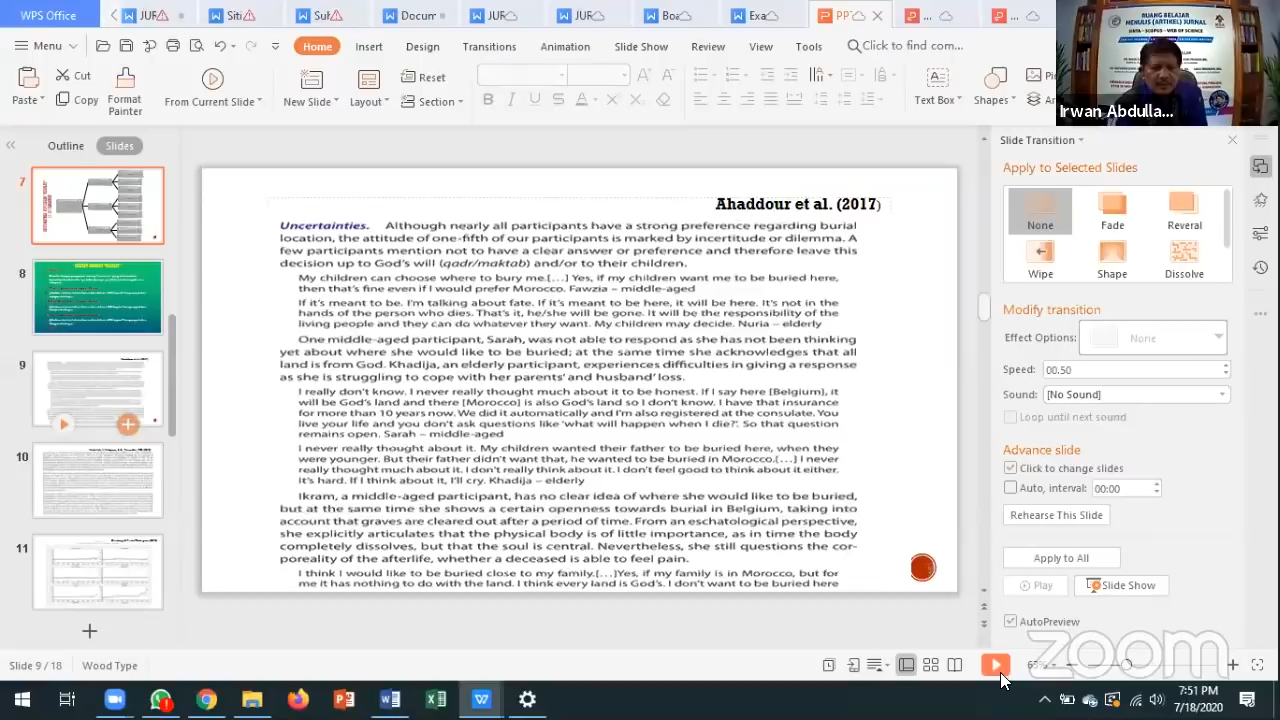 WPS Office
JUR
Siti
Sul
Docum
JUR
JUR
Boa
Exa
PP
Menu
Home
Insert
Animation
Slide Show
Review
View
Tools
Click to find com...
Cut
Reset
Paste
Copy
Format
Painter
From Current Slide
New Slide
Layout
Section
Text Box
Shapes
RUANG BELAJAR
MENULIS (ARTIKEL) JURNAL
SINTA - SCOPUS - WEB OF SCIENCE
Irwan Abdulla...
Outline
Slides
7
8
9
10
11
Ahaddour et al. (2017)
Uncertainties. Although nearly all participants have a strong preference regarding burial
location, the attitude of one-fifth of our participants is marked by incertitude or dilemma. A
few participants mention not to have a clear answer or preference and therefore leave this
decision up to God's will (qadr/maktab) and/or to their children.
My children can choose where to bury me.[...] Yes, if my children want me to be buried here,
then that's fine even if I would prefer Morocco. Fawzia – middle-aged
If it's meant to be. I'm talking about fate. If it's meant to be here, it will be here. It's not in the
hands of the person who dies. That's it, he/she will be gone. It will be the responsibility of the
living people and they can do whatever they want. My children may decide. Nuria – elderly
One middle-aged participant, Sarah, was not able to respond as she has not been thinking
yet about where she would like to be buried; at the same time she acknowledges that all
land is from God. Khadija, an elderly participant, experiences difficulties in giving a response
as she is struggling to cope with her parents' and husband' loss.
I really don't know. I never really thought much about it to be honest. If I say here [Belgium], it
will be God's land and there [Morocco] is also God's land so I don't know. I have that insurance
for more than 10 years now. We did it automatically and I'm also registered at the consulate. You
live your life and you don't ask questions like 'what will happen when I die?'. So that question
remains open. Sarah – middle-aged
I never really thought about it. My children wanted their father to be buried here, when they
were younger. But their father didn't want that, he wanted to be buried in Morocco.[...] I never
really thought much about it. I don't really think about it. I don't feel good to think about it either.
It's hard. If I think about it, I'll cry. Khadija – elderly
Ikram, a middle-aged participant, has no clear idea of where she would like to be buried,
but at the same time she shows a certain openness towards burial in Belgium, taking into
account that graves are cleared out after a period of time. From an eschatological perspective,
she explicitly articulates that the physical body is of little importance, as in time the body
completely dissolves, but that the soul is central. Nevertheless, she still questions the cor-
poreality of the afterlife, whether a deceased is able to feel pain.
I think I would like to be buried close to my family.[...]Yes, if my family is in Morocco, but for
me it has nothing to do with the land. I think every land is God's. I don't want to be buried here
Slide Transition
Apply to Selected Slides
None
Fade
Reveral
Wipe
Shape
Dissolve
Modify transition
Effect Options:
None
Speed:
00.50
Sound:
[No Sound]
Loop until next sound
Advance slide
Click to change slides
Auto, interval:
00:00
Rehearse This Slide
Apply to All
Play
Slide Show
AutoPreview
zoom
Slide 9 / 18
Wood Type
7:51 PM
7/18/2020